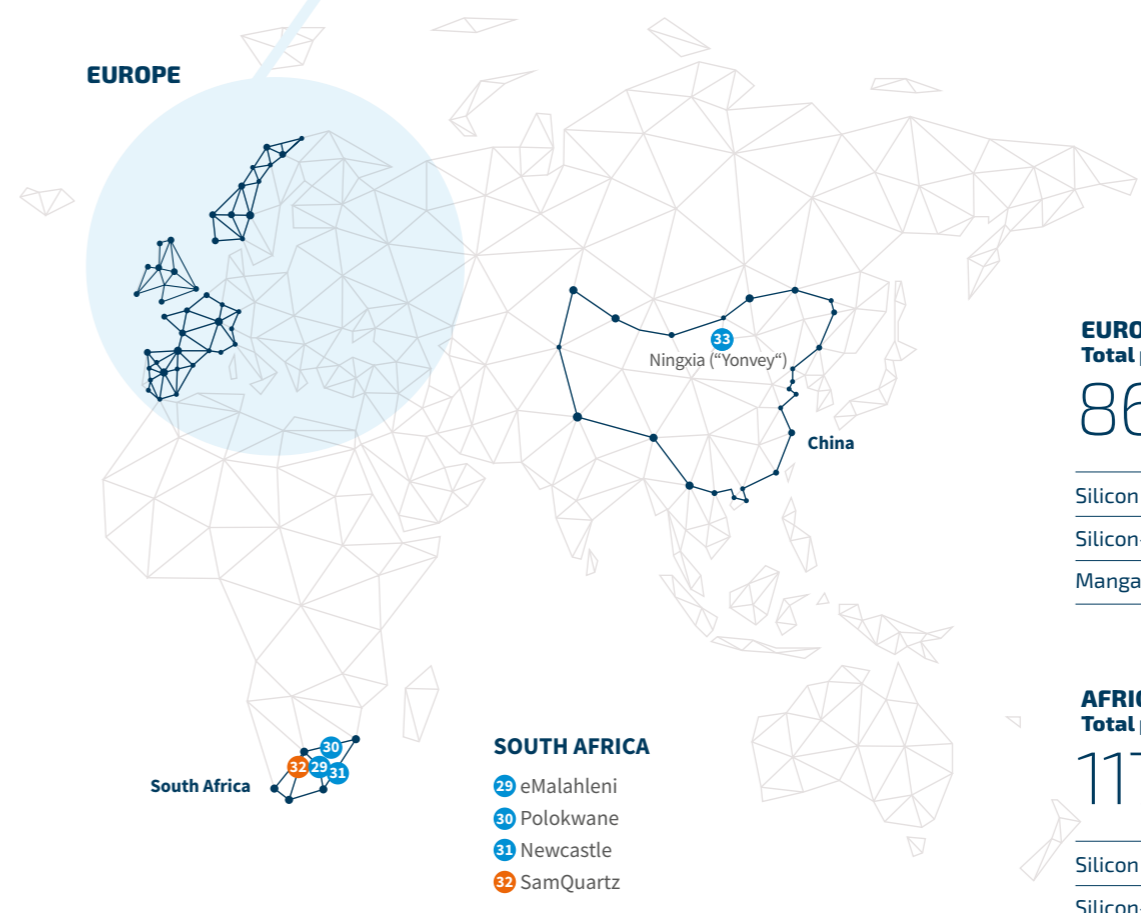 EUROPE
33
Ningxia (“Yonvey“)
China
30
32
29
31
South Africa
SOUTH AFRICA
29 eMalahleni
30 Polokwane
31 Newcastle
32 SamQuartz
Total
Silicon
Silicon